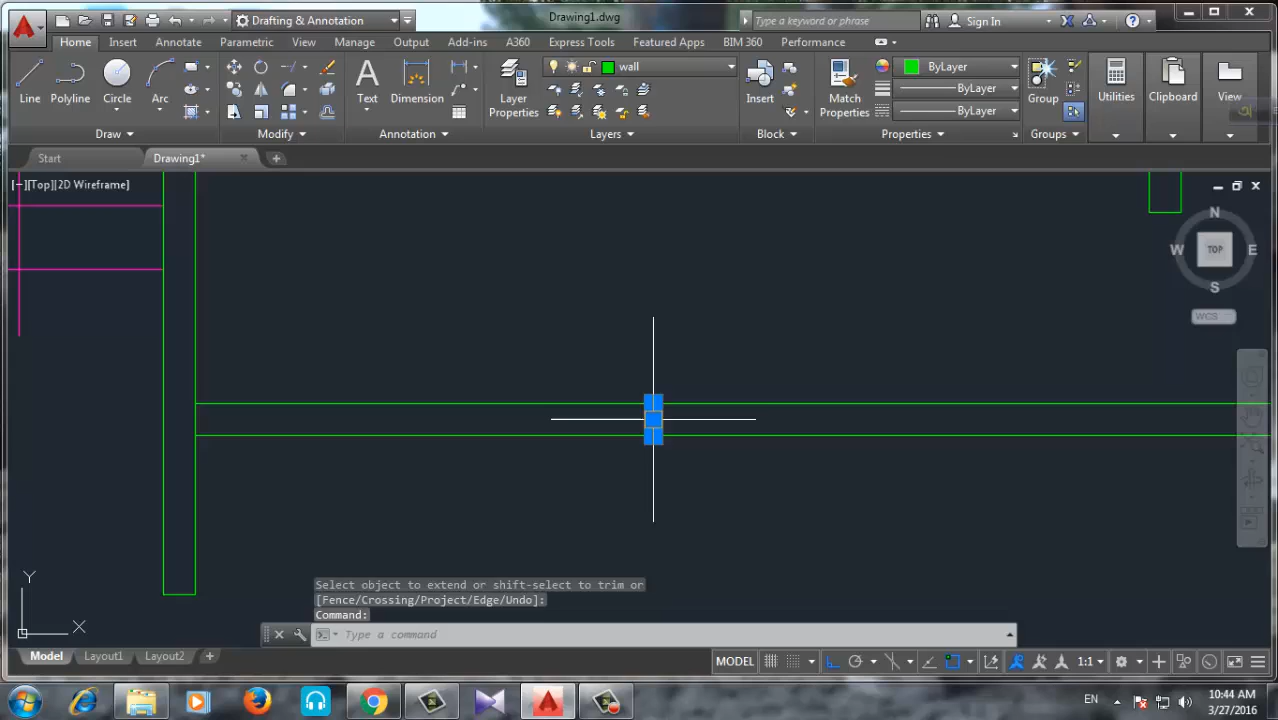 Drafting & Annotation
Drawing1.dwg
Type a keyword or phrase
Sign In
Home
Insert
Annotate
Parametric
View
Manage
Output
Add-ins
A360
Express Tools
Featured Apps
BIM 360
Performance
wall
ByLayer
Line
Polyline
Circle
Arc
Text
Dimension
Layer
Properties
Insert
Match
Properties
ByLayer
ByLayer
Group
Utilities
Clipboard
View
Draw
Modify
Annotation
Layers
Block
Properties
Groups
Start
Drawing1*
[−][Top][2D Wireframe]
N
W
TOP
E
S
WCS
Y
X
Select object to extend or shift-select to trim or
[Fence/Crossing/Project/Edge/Undo]:
Command:
Type a command
Model
Layout1
Layout2
MODEL
1:1
EN
10:44 AM
3/27/2016